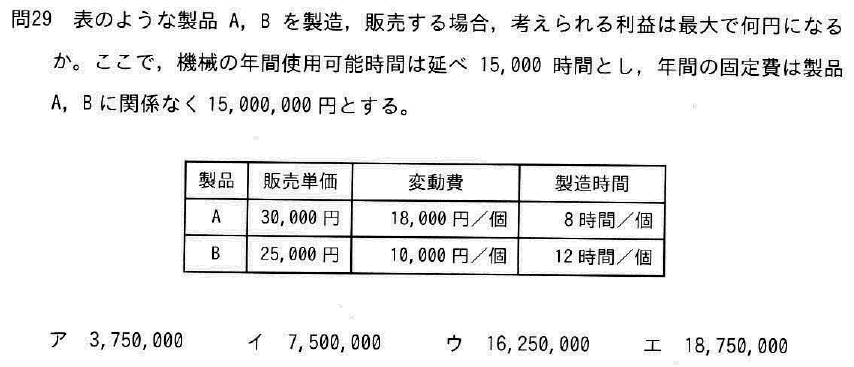 問29 表のような製品 A, B を製造,販売する場合,考えられる利益は最大で何円になる
か。ここで,機械の年間使用可能時間は延べ 15,000 時間とし,年間の固定費は製品
A, B に関係なく 15,000,000 円とする。
製品 販売単価 変動費 製造時間
A 30,000 円 18,000 円/個 8 時間/個
B 25,000 円 10,000 円/個 12 時間/個
ア 3,750,000 イ 7,500,000 ウ 16,250,000 エ 18,750,000